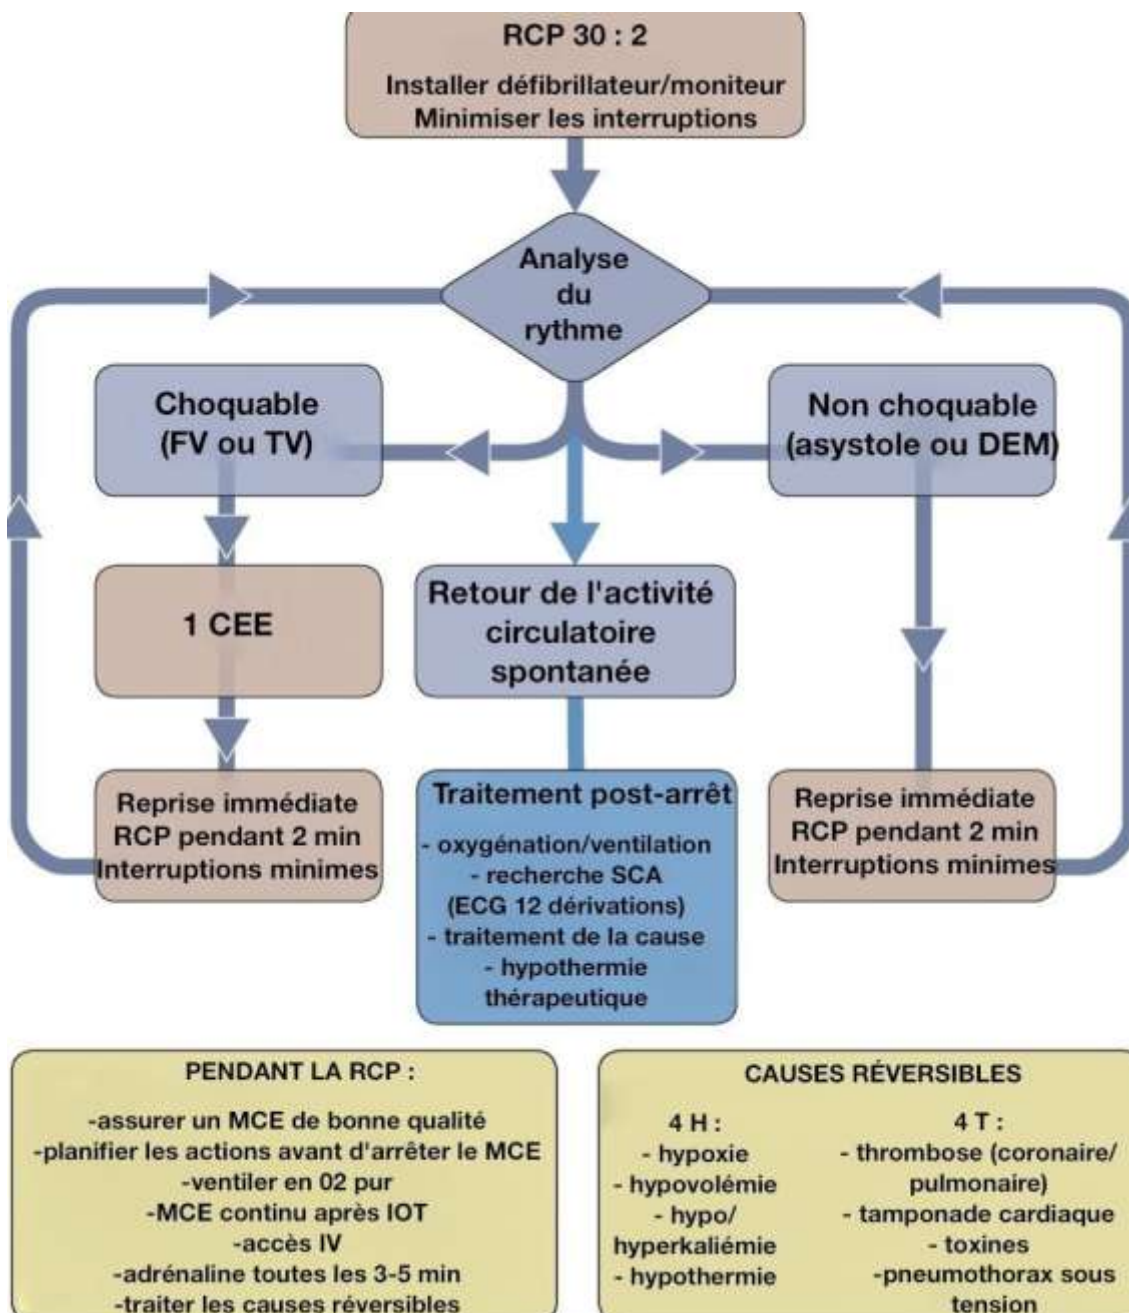 RCP 30 : 2
Installer défibrillateur/moniteur
Minimiser les interruptions
Analyse
du
rythme
Choquable
(FV ou TV)
Non choquable
(asystole ou DEM)
1 CEE
Retour de l'activité
circulatoire
spontanée
Reprise immédiate
RCP pendant 2 min
Interruptions minimes
Traitement post-arrêt
- oxygénation/ventilation
- recherche SCA
(ECG 12 dérivations)
- traitement de la cause
- hypothermie
thérapeutique
Reprise immédiate
RCP pendant 2 min
Interruptions minimes
PENDANT LA RCP :
-assurer un MCE de bonne qualité
-planifier les actions avant d'arrêter le MCE
-ventiler en 02 pur
-MCE continu après IOT
-accès IV
-adrénaline toutes les 3-5 min
-traiter les causes réversibles
CAUSES RÉVERSIBLES
4 H :
- hypoxie
- hypovolémie
- hypo/
hyperkaliémie
- hypothermie
4 T :
- thrombose (coronaire/
pulmonaire)
- tamponade cardiaque
- toxines
-pneumothorax sous
tension